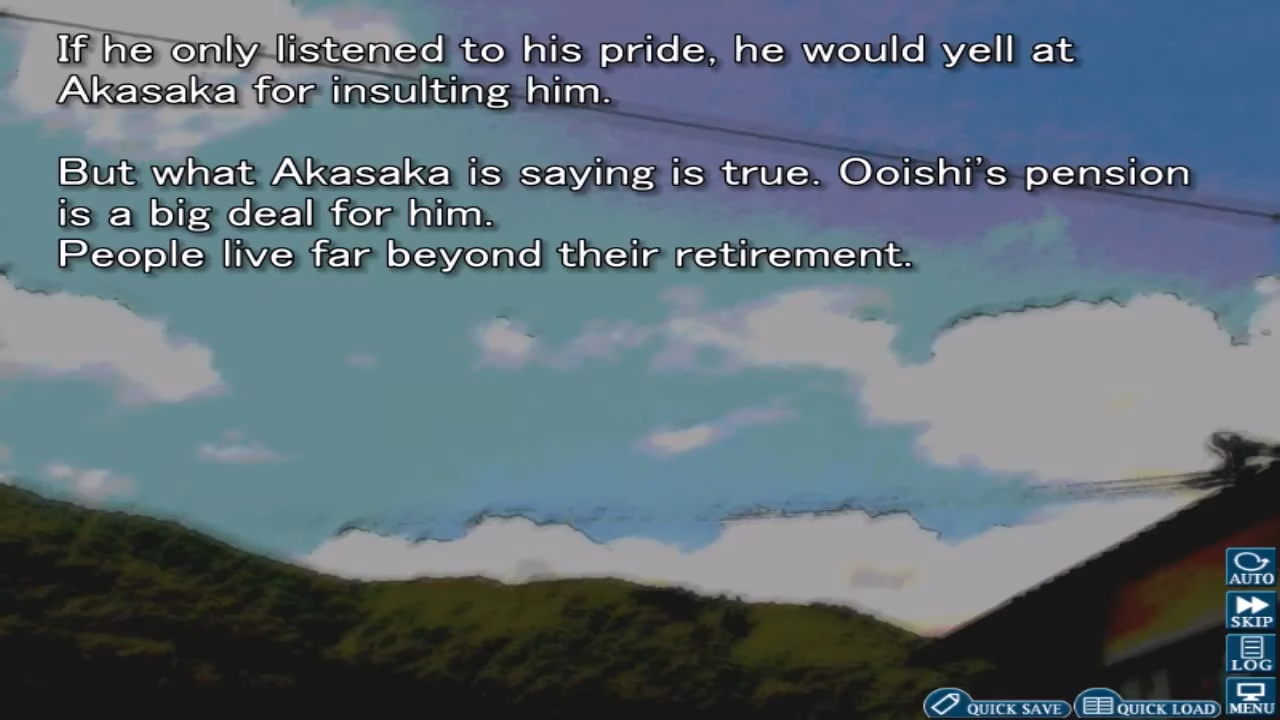 If he only listened to his pride, he would yell at
Akasaka for insulting him.
But what Akasaka is saying is true. Ooishi's pension
is a big deal for him.
People live far beyond their retirement.
AUTO
SKIP
LOG
MENU
QUICK SAVE
QUICK LOAD